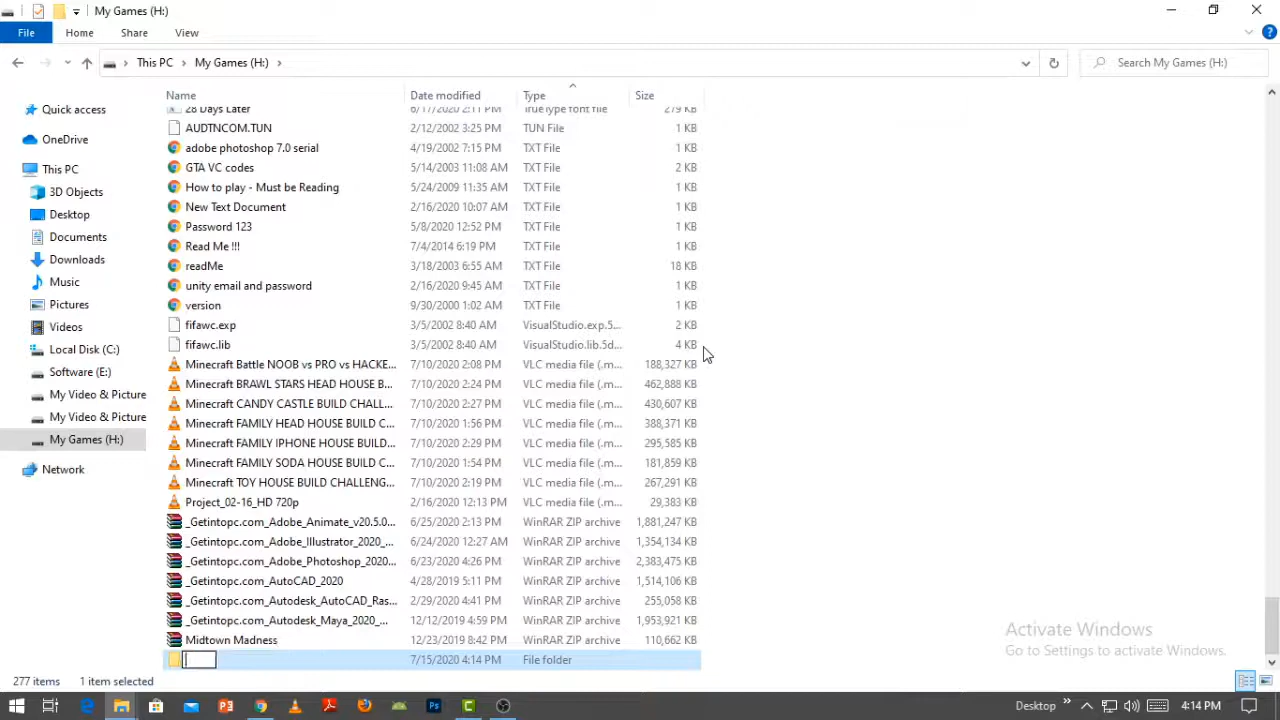 My Games (H:)
File Home Share View
This PC My Games (H:) Search My Games (H:)
Name Date modified Type Size
28 Days Later 6/17/2020 2:11 PM TrueType font file 279 KB
AUDTNCOM.TUN 2/12/2002 3:25 PM TUN File 1 KB
adobe photoshop 7.0 serial 4/19/2002 7:15 PM TXT File 1 KB
GTA VC codes 5/14/2003 11:08 AM TXT File 2 KB
How to play - Must be Reading 5/24/2009 11:35 AM TXT File 1 KB
New Text Document 2/16/2020 10:07 AM TXT File 1 KB
Password 123 5/8/2020 12:52 PM TXT File 1 KB
Read Me !!! 7/4/2014 6:19 PM TXT File 1 KB
readMe 3/18/2003 6:55 AM TXT File 18 KB
unity email and password 2/16/2020 9:45 AM TXT File 1 KB
version 9/30/2000 1:02 AM TXT File 1 KB
fifawc.exp 3/5/2002 8:40 AM VisualStudio.exp.5... 2 KB
fifawc.lib 3/5/2002 8:40 AM VisualStudio.lib.5d... 4 KB
Minecraft Battle NOOB vs PRO vs HACKE... 7/10/2020 2:08 PM VLC media file (.m... 188,327 KB
Minecraft BRAWL STARS HEAD HOUSE B... 7/10/2020 2:24 PM VLC media file (.m... 462,888 KB
Minecraft CANDY CASTLE BUILD CHALL... 7/10/2020 2:27 PM VLC media file (.m... 430,607 KB
Minecraft FAMILY HEAD HOUSE BUILD C... 7/10/2020 1:56 PM VLC media file (.m... 388,371 KB
Minecraft FAMILY IPHONE HOUSE BUILD... 7/10/2020 2:29 PM VLC media file (.m... 295,585 KB
Minecraft FAMILY SODA HOUSE BUILD C... 7/10/2020 1:54 PM VLC media file (.m... 181,859 KB
Minecraft TOY HOUSE BUILD CHALLENG... 7/10/2020 2:19 PM VLC media file (.m... 267,291 KB
Project_02-16_HD 720p 2/16/2020 12:13 PM VLC media file (.m... 29,383 KB
_Getintopc.com_Adobe_Animate_v20.5.0... 6/25/2020 2:13 PM WinRAR ZIP archive 1,881,247 KB
_Getintopc.com_Adobe_Illustrator_2020_... 6/24/2020 12:27 AM WinRAR ZIP archive 1,354,134 KB
_Getintopc.com_Adobe_Photoshop_2020... 6/23/2020 4:26 PM WinRAR ZIP archive 2,383,475 KB
_Getintopc.com_AutoCAD_2020 4/28/2019 5:11 PM WinRAR ZIP archive 1,514,106 KB
_Getintopc.com_Autodesk_AutoCAD_Ras... 2/29/2020 4:41 PM WinRAR ZIP archive 255,058 KB
_Getintopc.com_Autodesk_Maya_2020_... 12/12/2019 4:59 PM WinRAR ZIP archive 1,953,921 KB
Midtown Madness 12/23/2019 8:42 PM WinRAR ZIP archive 110,662 KB
7/15/2020 4:14 PM File folder
Quick access
OneDrive
This PC
3D Objects
Desktop
Documents
Downloads
Music
Pictures
Videos
Local Disk (C:)
Software (E:)
My Video & Picture
My Video & Picture
My Games (H:)
Network
Activate Windows
Go to Settings to activate Windows.
277 items 1 item selected
Desktop 4:14 PM